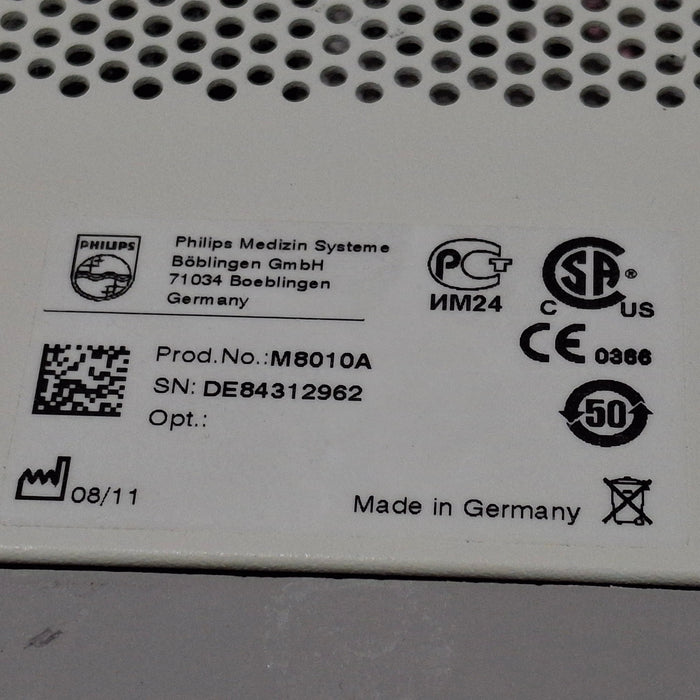 PHILIPS
Philips Medizin Systeme
Böblingen GmbH
71034 Boeblingen
Germany
PCT
ИМ24
SA®
C US
CE 0366
Prod.No.:M8010A
SN: DE84312962
Opt.:
50
08/11
Made in Germany